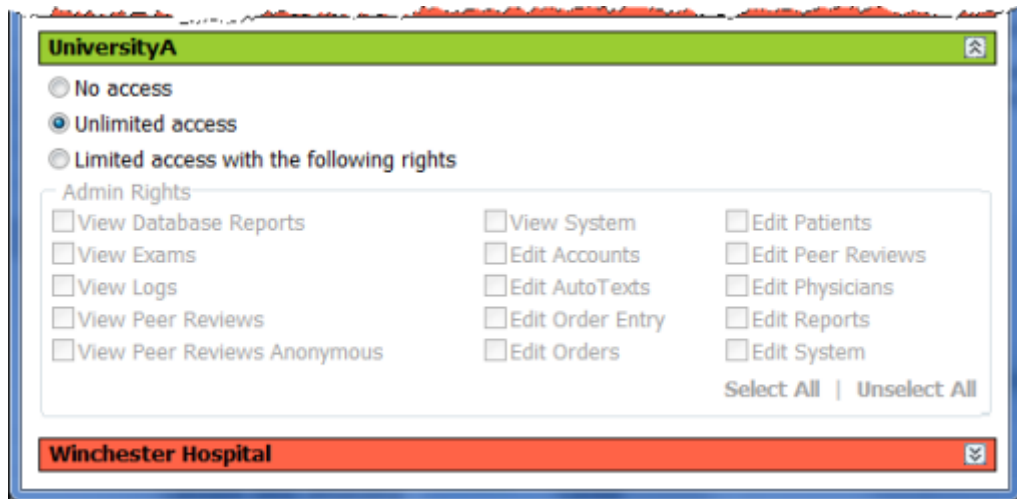 UniversityA
No access
Unlimited access
Limited access with the following rights
Admin Rights
View Database Reports View System Edit Patients
View Exams Edit Accounts Edit Peer Reviews
View Logs Edit AutoTexts Edit Physicians
View Peer Reviews Edit Order Entry Edit Reports
View Peer Reviews Anonymous Edit Orders Edit System
Select All | Unselect All
Winchester Hospital